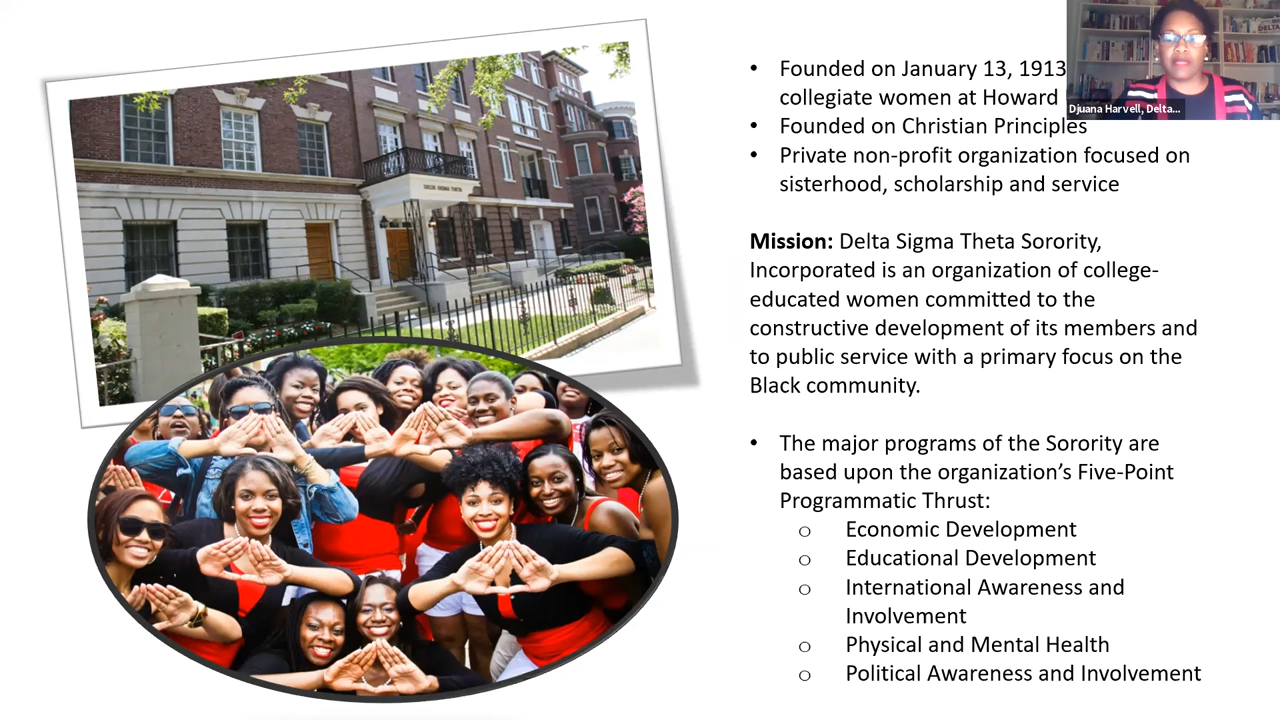 DELTA SIGMA THETA
• Founded on January 13, 1913
collegiate women at Howard
• Founded on Christian Principles
• Private non-profit organization focused on
sisterhood, scholarship and service
Mission: Delta Sigma Theta Sorority,
Incorporated is an organization of college-
educated women committed to the
constructive development of its members and
to public service with a primary focus on the
Black community.
• The major programs of the Sorority are
based upon the organization’s Five-Point
Programmatic Thrust:
o Economic Development
o Educational Development
o International Awareness and
Involvement
o Physical and Mental Health
o Political Awareness and Involvement
DELTA
Djuana Harvell, Delta...